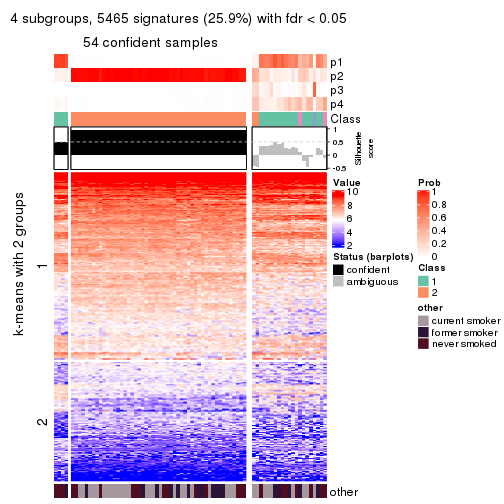 4 subgroups, 5465 signatures (25.9%) with fdr < 0.05
54 confident samples
p1
p2
p3
p4
Class
1
0.5
0
-0.5
Silhouette
score
k-means with 2 groups
1
2
Value
10
8
6
4
2
Status (barplots)
confident
ambiguous
Prob
1
0.8
0.6
0.4
0.2
0
Class
1
2
other
current smoker
former smoker
never smoked
other